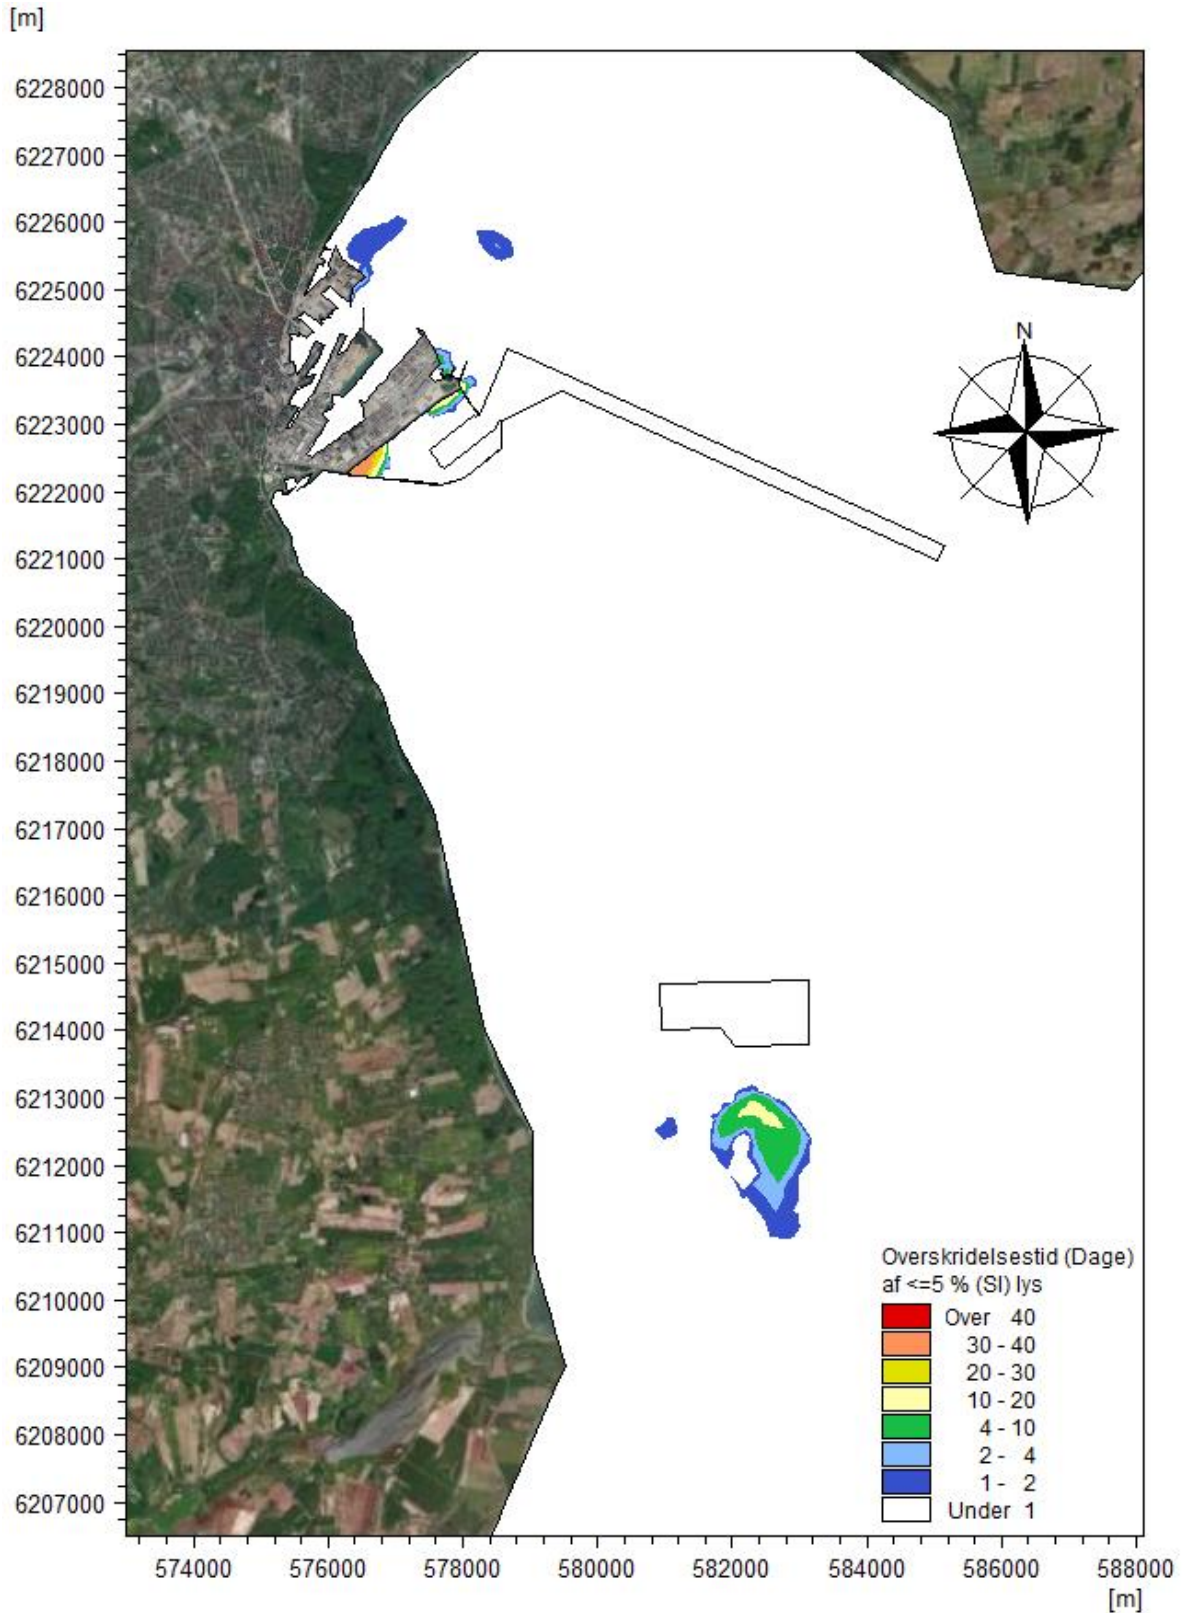 [m]
6228000
6227000
6226000
6225000
6224000
6223000
6222000
6221000
6220000
6219000
6218000
6217000
6216000
6215000
6214000
6213000
6212000
6211000
6210000
6209000
6208000
6207000
N
Overskridelsestid (Dage)
af <=5 % (SI) lys
Over 40
30 - 40
20 - 30
10 - 20
4 - 10
2 - 4
1 - 2
Under 1
574000 576000 578000 580000 582000 584000 586000 588000
[m]